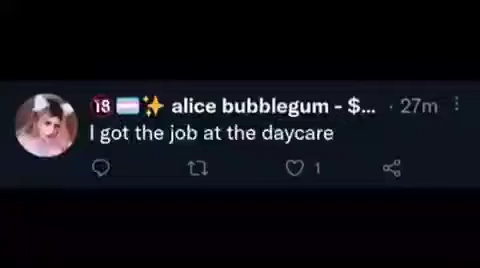 🔞🏳️‍⚧️✨ alice bubblegum - $... · 27m
I got the job at the daycare
1